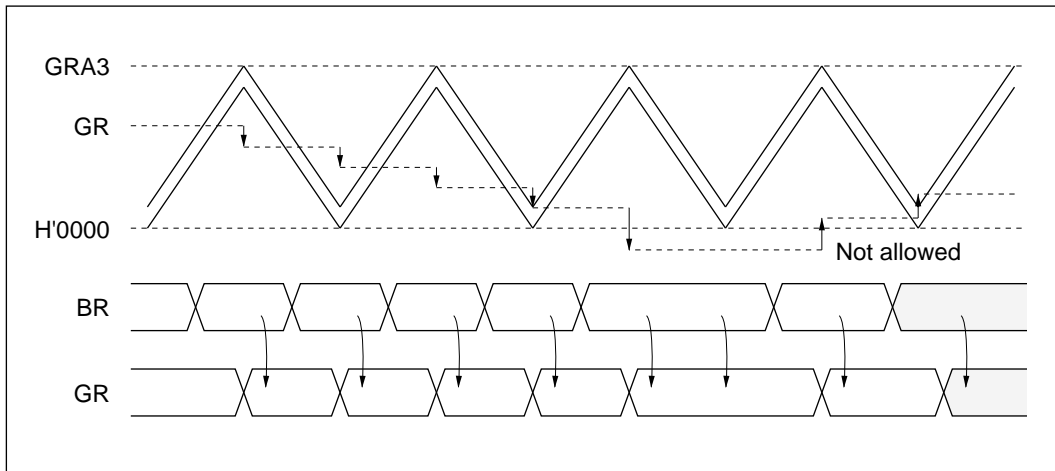 GRA3
GR
H'0000
Not allowed
BR
GR